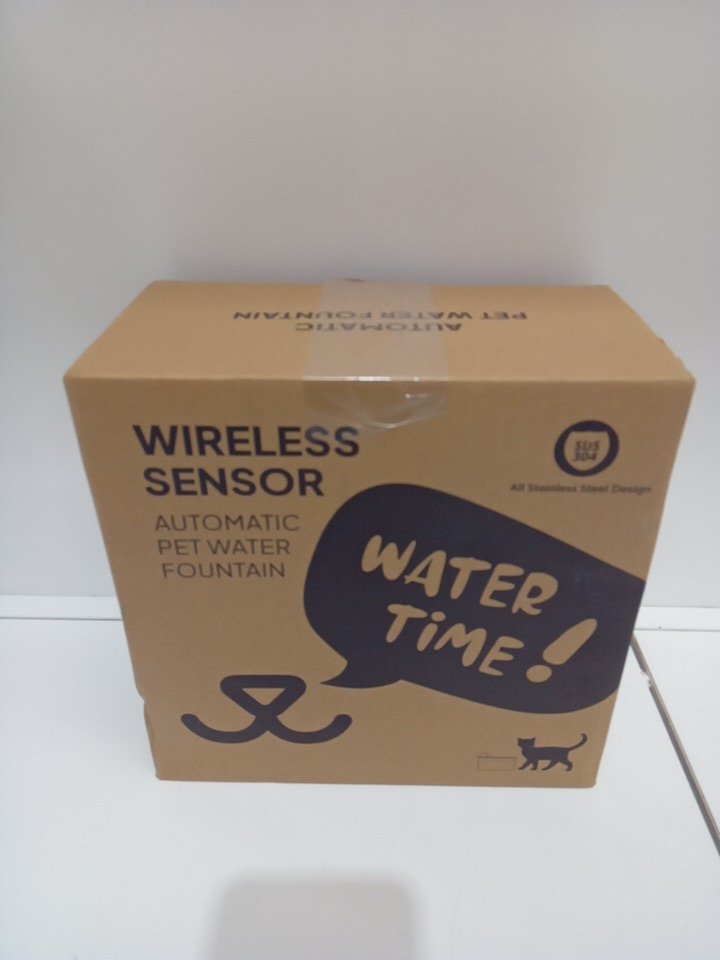 AUTOMATIC
PET WATER FOUNTAIN
WIRELESS
SENSOR
AUTOMATIC
PET WATER
FOUNTAIN
SUS
304
All Stainless Steel Design
WATER
TiME!